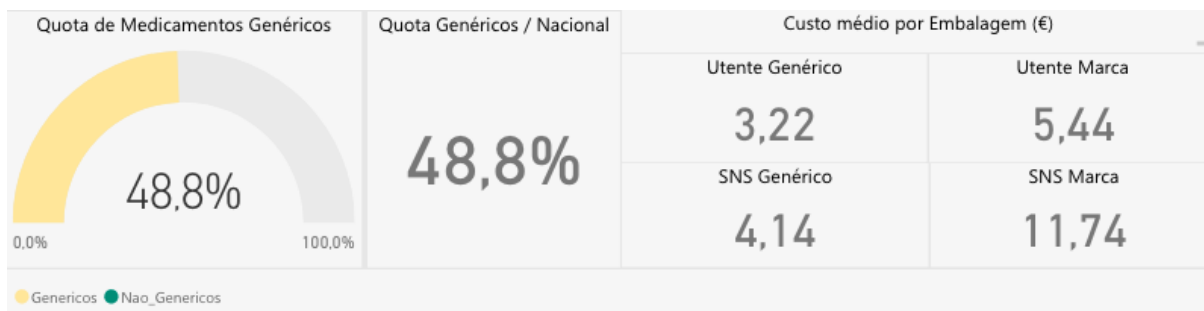 Quota de Medicamentos Genéricos
48,8%
0,0%
100,0%
Quota Genéricos / Nacional
48,8%
Custo médio por Embalagem (€)
Utente Genérico
3,22
Utente Marca
5,44
SNS Genérico
4,14
SNS Marca
11,74
Genericos
Nao_Genericos